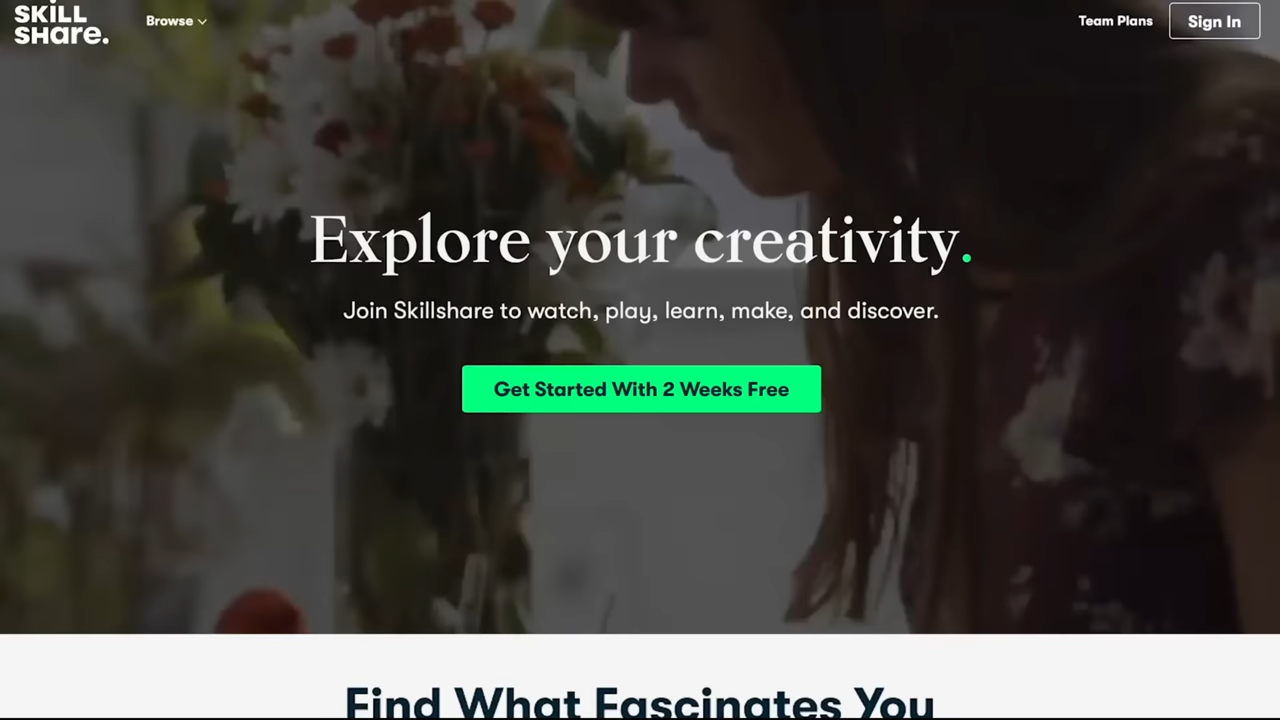 SKiLL
SHare.
Browse
Team Plans
Sign In
Explore your creativity.
Join Skillshare to watch, play, learn, make, and discover.
Get Started With 2 Weeks Free
Find What Fascinates You